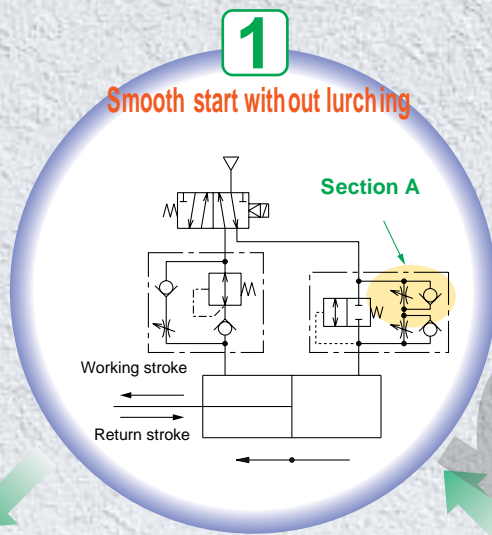 1
Smooth start without lurching
Section A
Working stroke
Return stroke